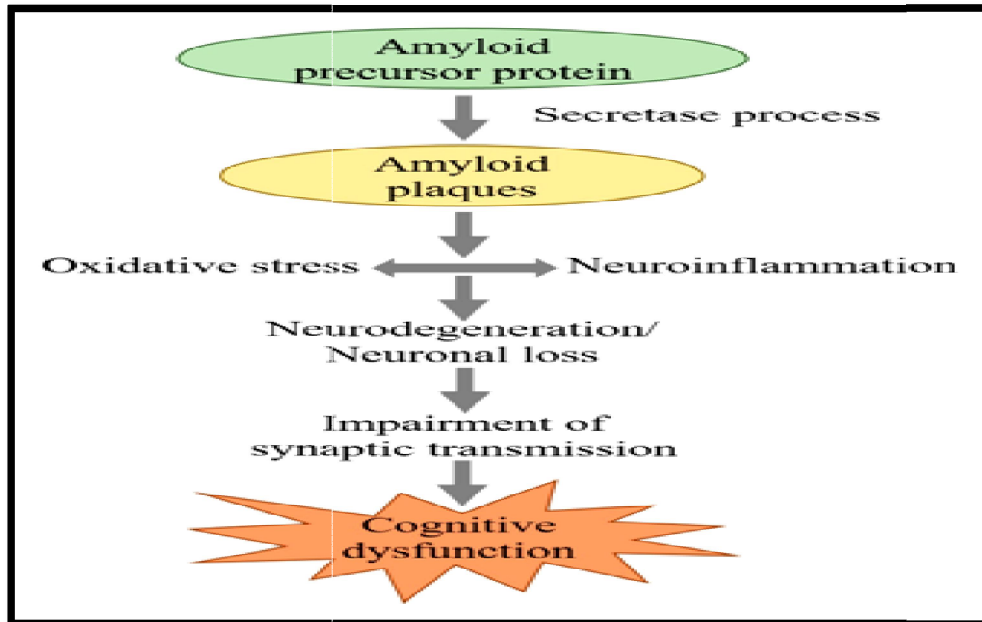 Amyloid
precursor protein
Secretase process
Amyloid
plaques
Oxidative stress
Neuroinflammation
Neurodegeneration/
Neuronal loss
Impairment of
synaptic transmission
Cognitive
dysfunction